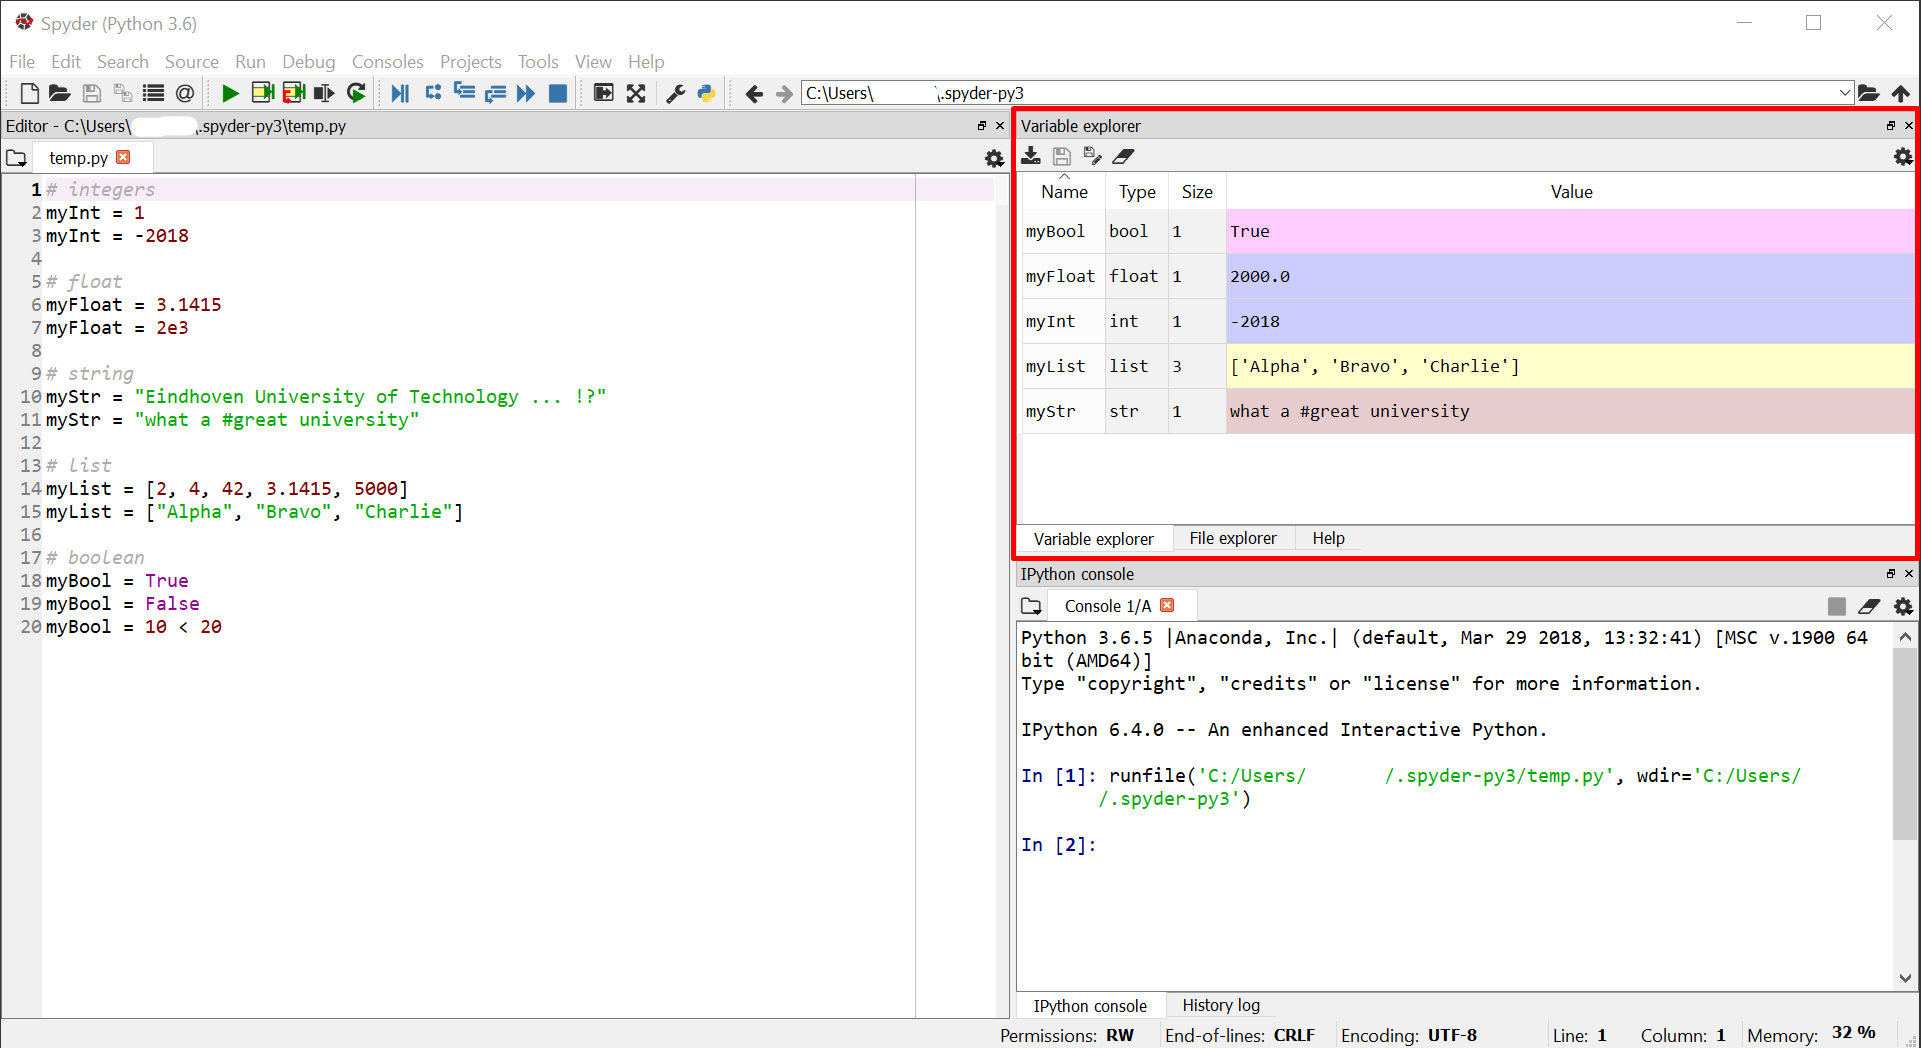 Spyder (Python 3.6)
File Edit Search Source Run Debug Consoles Projects Tools View Help
C:\Users\ \.spyder-py3
Editor - C:\Users\ \.spyder-py3\temp.py
temp.py
1 # integers
2 myInt = 1
3 myInt = -2018
4
5 # float
6 myFloat = 3.1415
7 myFloat = 2e3
8
9 # string
10 myStr = "Eindhoven University of Technology ... !?"
11 myStr = "what a #great university"
12
13 # list
14 myList = [2, 4, 42, 3.1415, 5000]
15 myList = ["Alpha", "Bravo", "Charlie"]
16
17 # boolean
18 myBool = True
19 myBool = False
20 myBool = 10 < 20
Variable explorer
Name Type Size Value
myBool bool 1 True
myFloat float 1 2000.0
myInt int 1 -2018
myList list 3 ['Alpha', 'Bravo', 'Charlie']
myStr str 1 what a #great university
Variable explorer File explorer Help
IPython console
Console 1/A
Python 3.6.5 |Anaconda, Inc.| (default, Mar 29 2018, 13:32:41) [MSC v.1900 64
bit (AMD64)]
Type "copyright", "credits" or "license" for more information.
IPython 6.4.0 -- An enhanced Interactive Python.
In [1]: runfile('C:/Users/ /.spyder-py3/temp.py', wdir='C:/Users/
/.spyder-py3')
In [2]:
IPython console History log
Permissions: RW End-of-lines: CRLF Encoding: UTF-8 Line: 1 Column: 1 Memory: 32 %